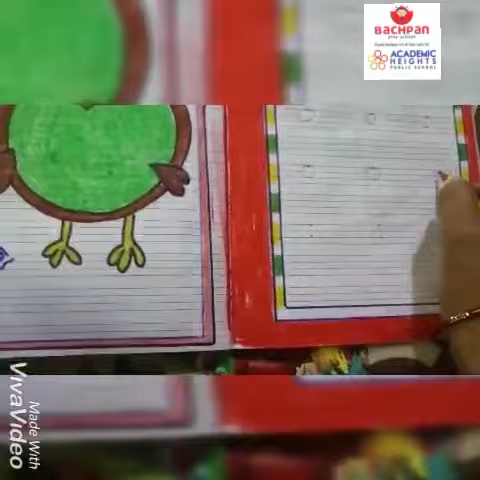 BACHPAN
play school
ACADEMIC
HEIGHTS
PUBLIC SCHOOL
Made With
VivaVideo